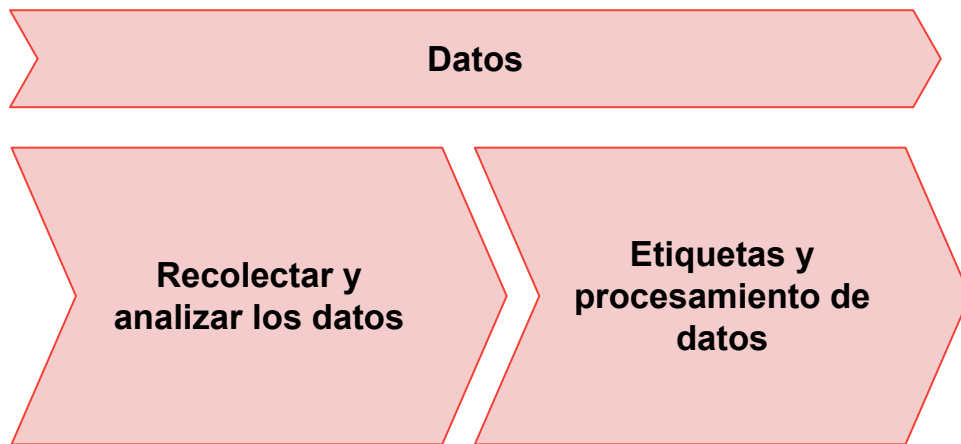 Datos
Recolectar y
analizar los datos
Etiquetas y
procesamiento de
datos